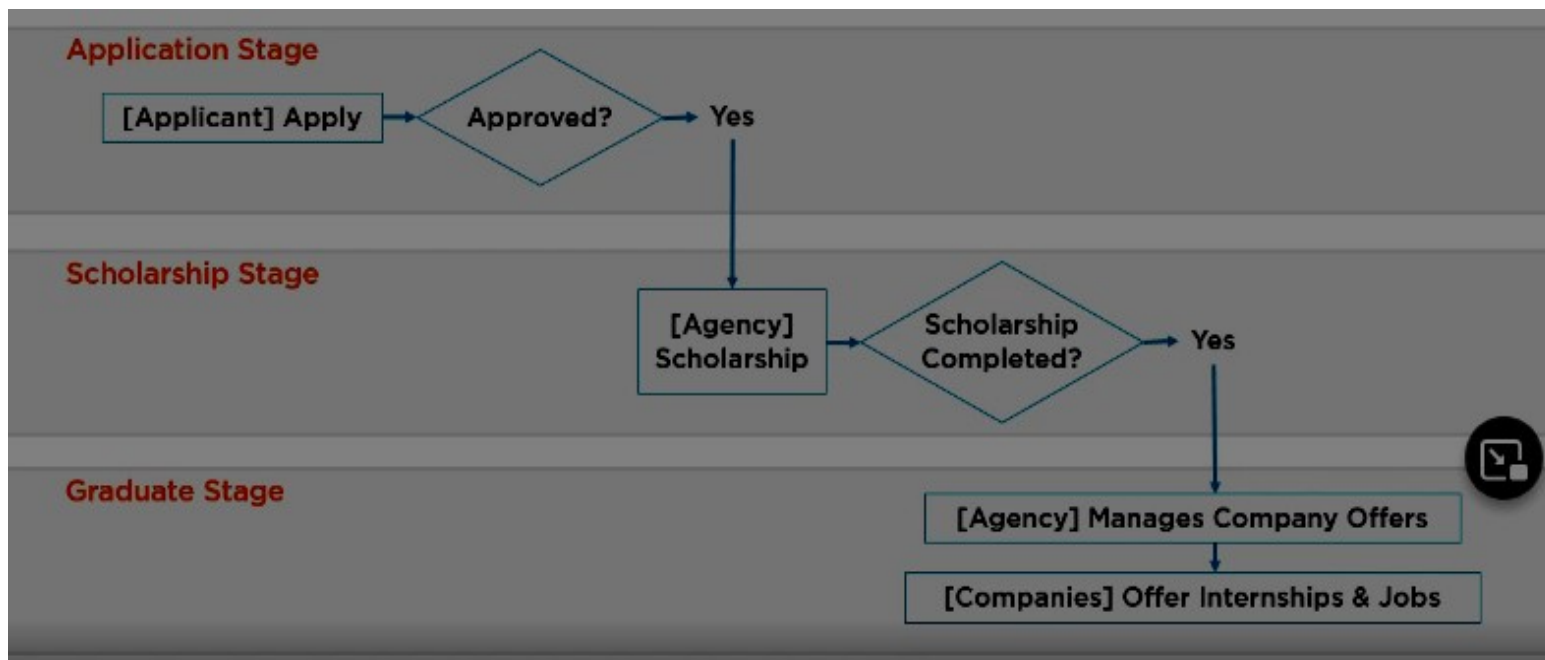 Application Stage
[Applicant] Apply
Approved?
Yes
Scholarship Stage
[Agency]
Scholarship
Scholarship
Completed?
Yes
Graduate Stage
[Agency] Manages Company Offers
[Companies] Offer Internships & Jobs